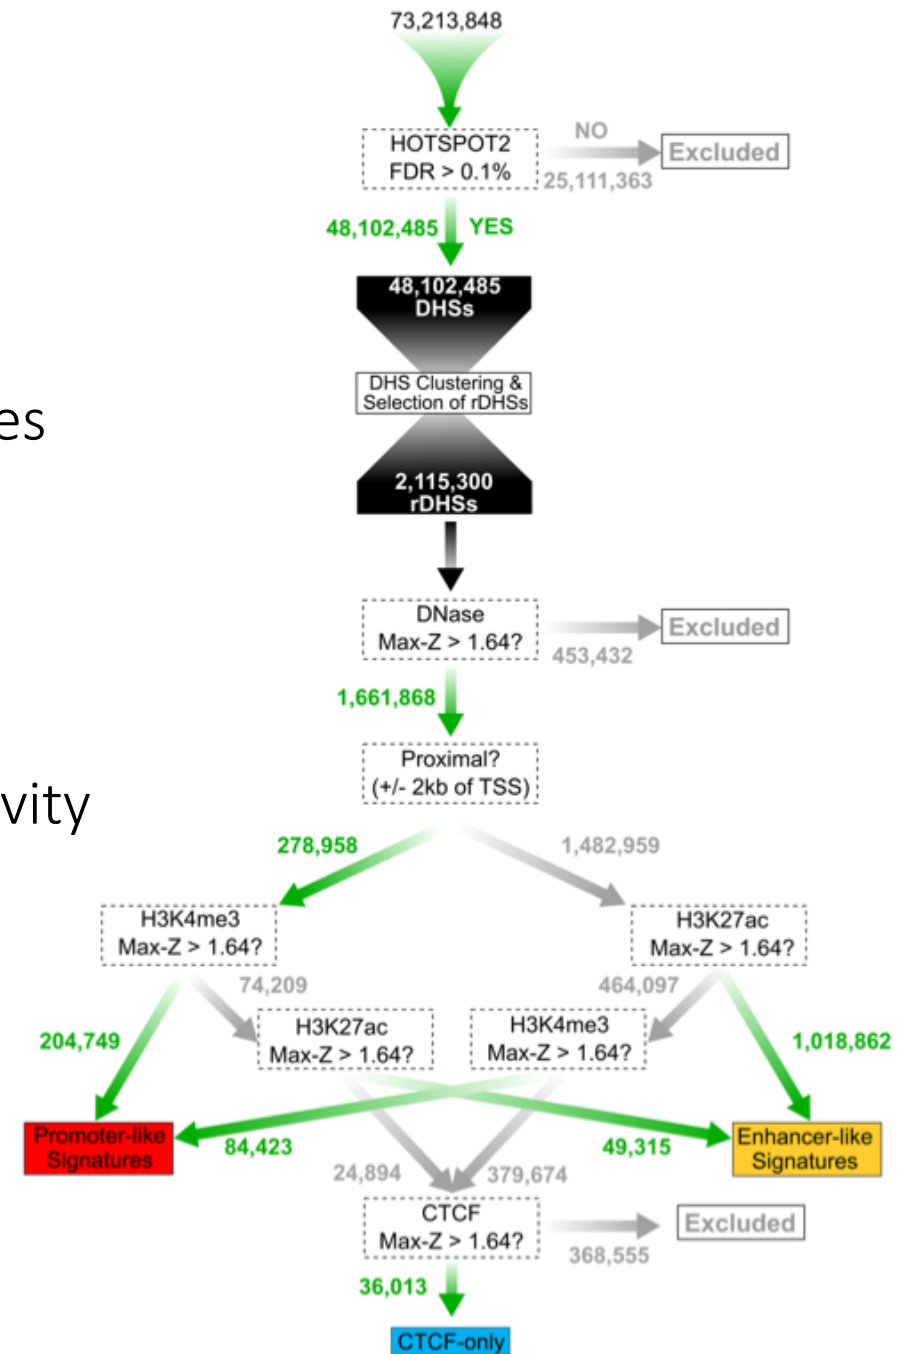 73,213,848
HOTSPOT2
FDR > 0.1%
NO
25,111,363
Excluded
48,102,485
YES
48,102,485
DHSs
DHS Clustering &
Selection of rDHSs
es
2,115,300
rDHSs
DNase
Max-Z > 1.64?
453,432
Excluded
1,661,868
Proximal?
(+/- 2kb of TSS)
vity
278,958
1,482,959
H3K4me3
Max-Z > 1.64?
H3K27ac
Max-Z > 1.64?
74,209
464,097
H3K27ac
Max-Z > 1.64?
H3K4me3
Max-Z > 1.64?
204,749
1,018,862
Promoter-like
Signatures
84,423
49,315
Enhancer-like
Signatures
24,894
379,674
CTCF
Max-Z > 1.64?
368,555
Excluded
36,013
CTCF-only